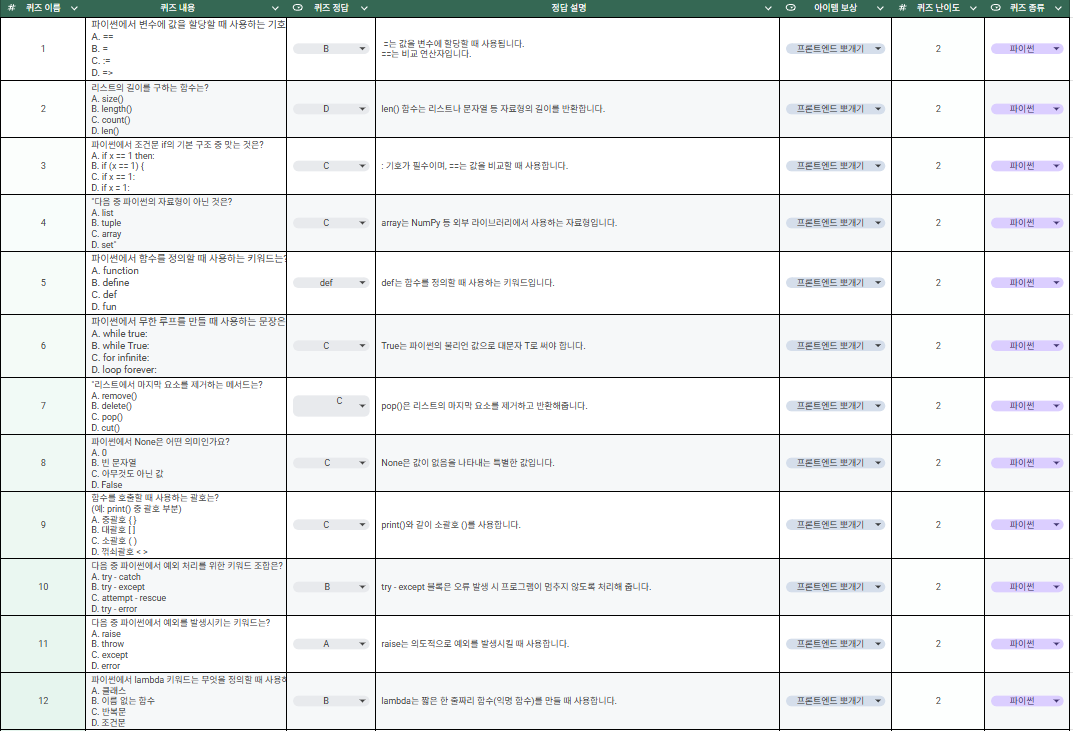 # 퀴즈 이름 퀴즈 내용 퀴즈 정답 정답 설명 아이템 보상 # 퀴즈 난이도 퀴즈 종류
1
파이썬에서 변수에 값을 할당할 때 사용하는 기호
A. ==
B. =
C. :=
D. =>
B
=는 값을 변수에 할당할 때 사용됩니다.
==는 비교 연산자입니다.
프론트엔드 뽀개기
2
파이썬
2
리스트의 길이를 구하는 함수는?
A. size()
B. length()
C. count()
D. len()
D
len() 함수는 리스트나 문자열 등 자료형의 길이를 반환합니다.
프론트엔드 뽀개기
2
파이썬
3
파이썬에서 조건문 if의 기본 구조 중 맞는 것은?
A. if x == 1 then:
B. if (x == 1) {
C. if x == 1:
D. if x = 1:
C
: 기호가 필수이며, ==는 값을 비교할 때 사용합니다.
프론트엔드 뽀개기
2
파이썬
4
"다음 중 파이썬의 자료형이 아닌 것은?
A. list
B. tuple
C. array
D. set"
C
array는 NumPy 등 외부 라이브러리에서 사용하는 자료형입니다.
프론트엔드 뽀개기
2
파이썬
5
파이썬에서 함수를 정의할 때 사용하는 키워드는?
A. function
B. define
C. def
D. fun
def
def는 함수를 정의할 때 사용하는 키워드입니다.
프론트엔드 뽀개기
2
파이썬
6
파이썬에서 무한 루프를 만들 때 사용하는 문장은
A. while true:
B. while True:
C. for infinite:
D. loop forever:
C
True는 파이썬의 불리언 값으로 대문자 T로 써야 합니다.
프론트엔드 뽀개기
2
파이썬
7
"리스트에서 마지막 요소를 제거하는 메서드는?
A. remove()
B. delete()
C. pop()
D. cut()
C
pop()은 리스트의 마지막 요소를 제거하고 반환해줍니다.
프론트엔드 뽀개기
2
파이썬
8
파이썬에서 None은 어떤 의미인가요?
A. 0
B. 빈 문자열
C. 아무것도 아닌 값
D. False
C
None은 값이 없음을 나타내는 특별한 값입니다.
프론트엔드 뽀개기
2
파이썬
9
함수를 호출할 때 사용하는 괄호는?
(예: print() 중 괄호 부분)
A. 중괄호 { }
B. 대괄호 [ ]
C. 소괄호 ( )
D. 꺾쇠괄호 < >
C
print()와 같이 소괄호 ()를 사용합니다.
프론트엔드 뽀개기
2
파이썬
10
다음 중 파이썬에서 예외 처리를 위한 키워드 조합은?
A. try - catch
B. try - except
C. attempt - rescue
D. try - error
B
try - except 블록은 오류 발생 시 프로그램이 멈추지 않도록 처리해 줍니다.
프론트엔드 뽀개기
2
파이썬
11
다음 중 파이썬에서 예외를 발생시키는 키워드는?
A. raise
B. throw
C. except
D. error
A
raise는 의도적으로 예외를 발생시킬 때 사용합니다.
프론트엔드 뽀개기
2
파이썬
12
파이썬에서 lambda 키워드는 무엇을 정의할 때 사용하
A. 클래스
B. 이름 없는 함수
C. 반복문
D. 조건문
B
lambda는 짧은 한 줄짜리 함수(익명 함수)를 만들 때 사용합니다.
프론트엔드 뽀개기
2
파이썬